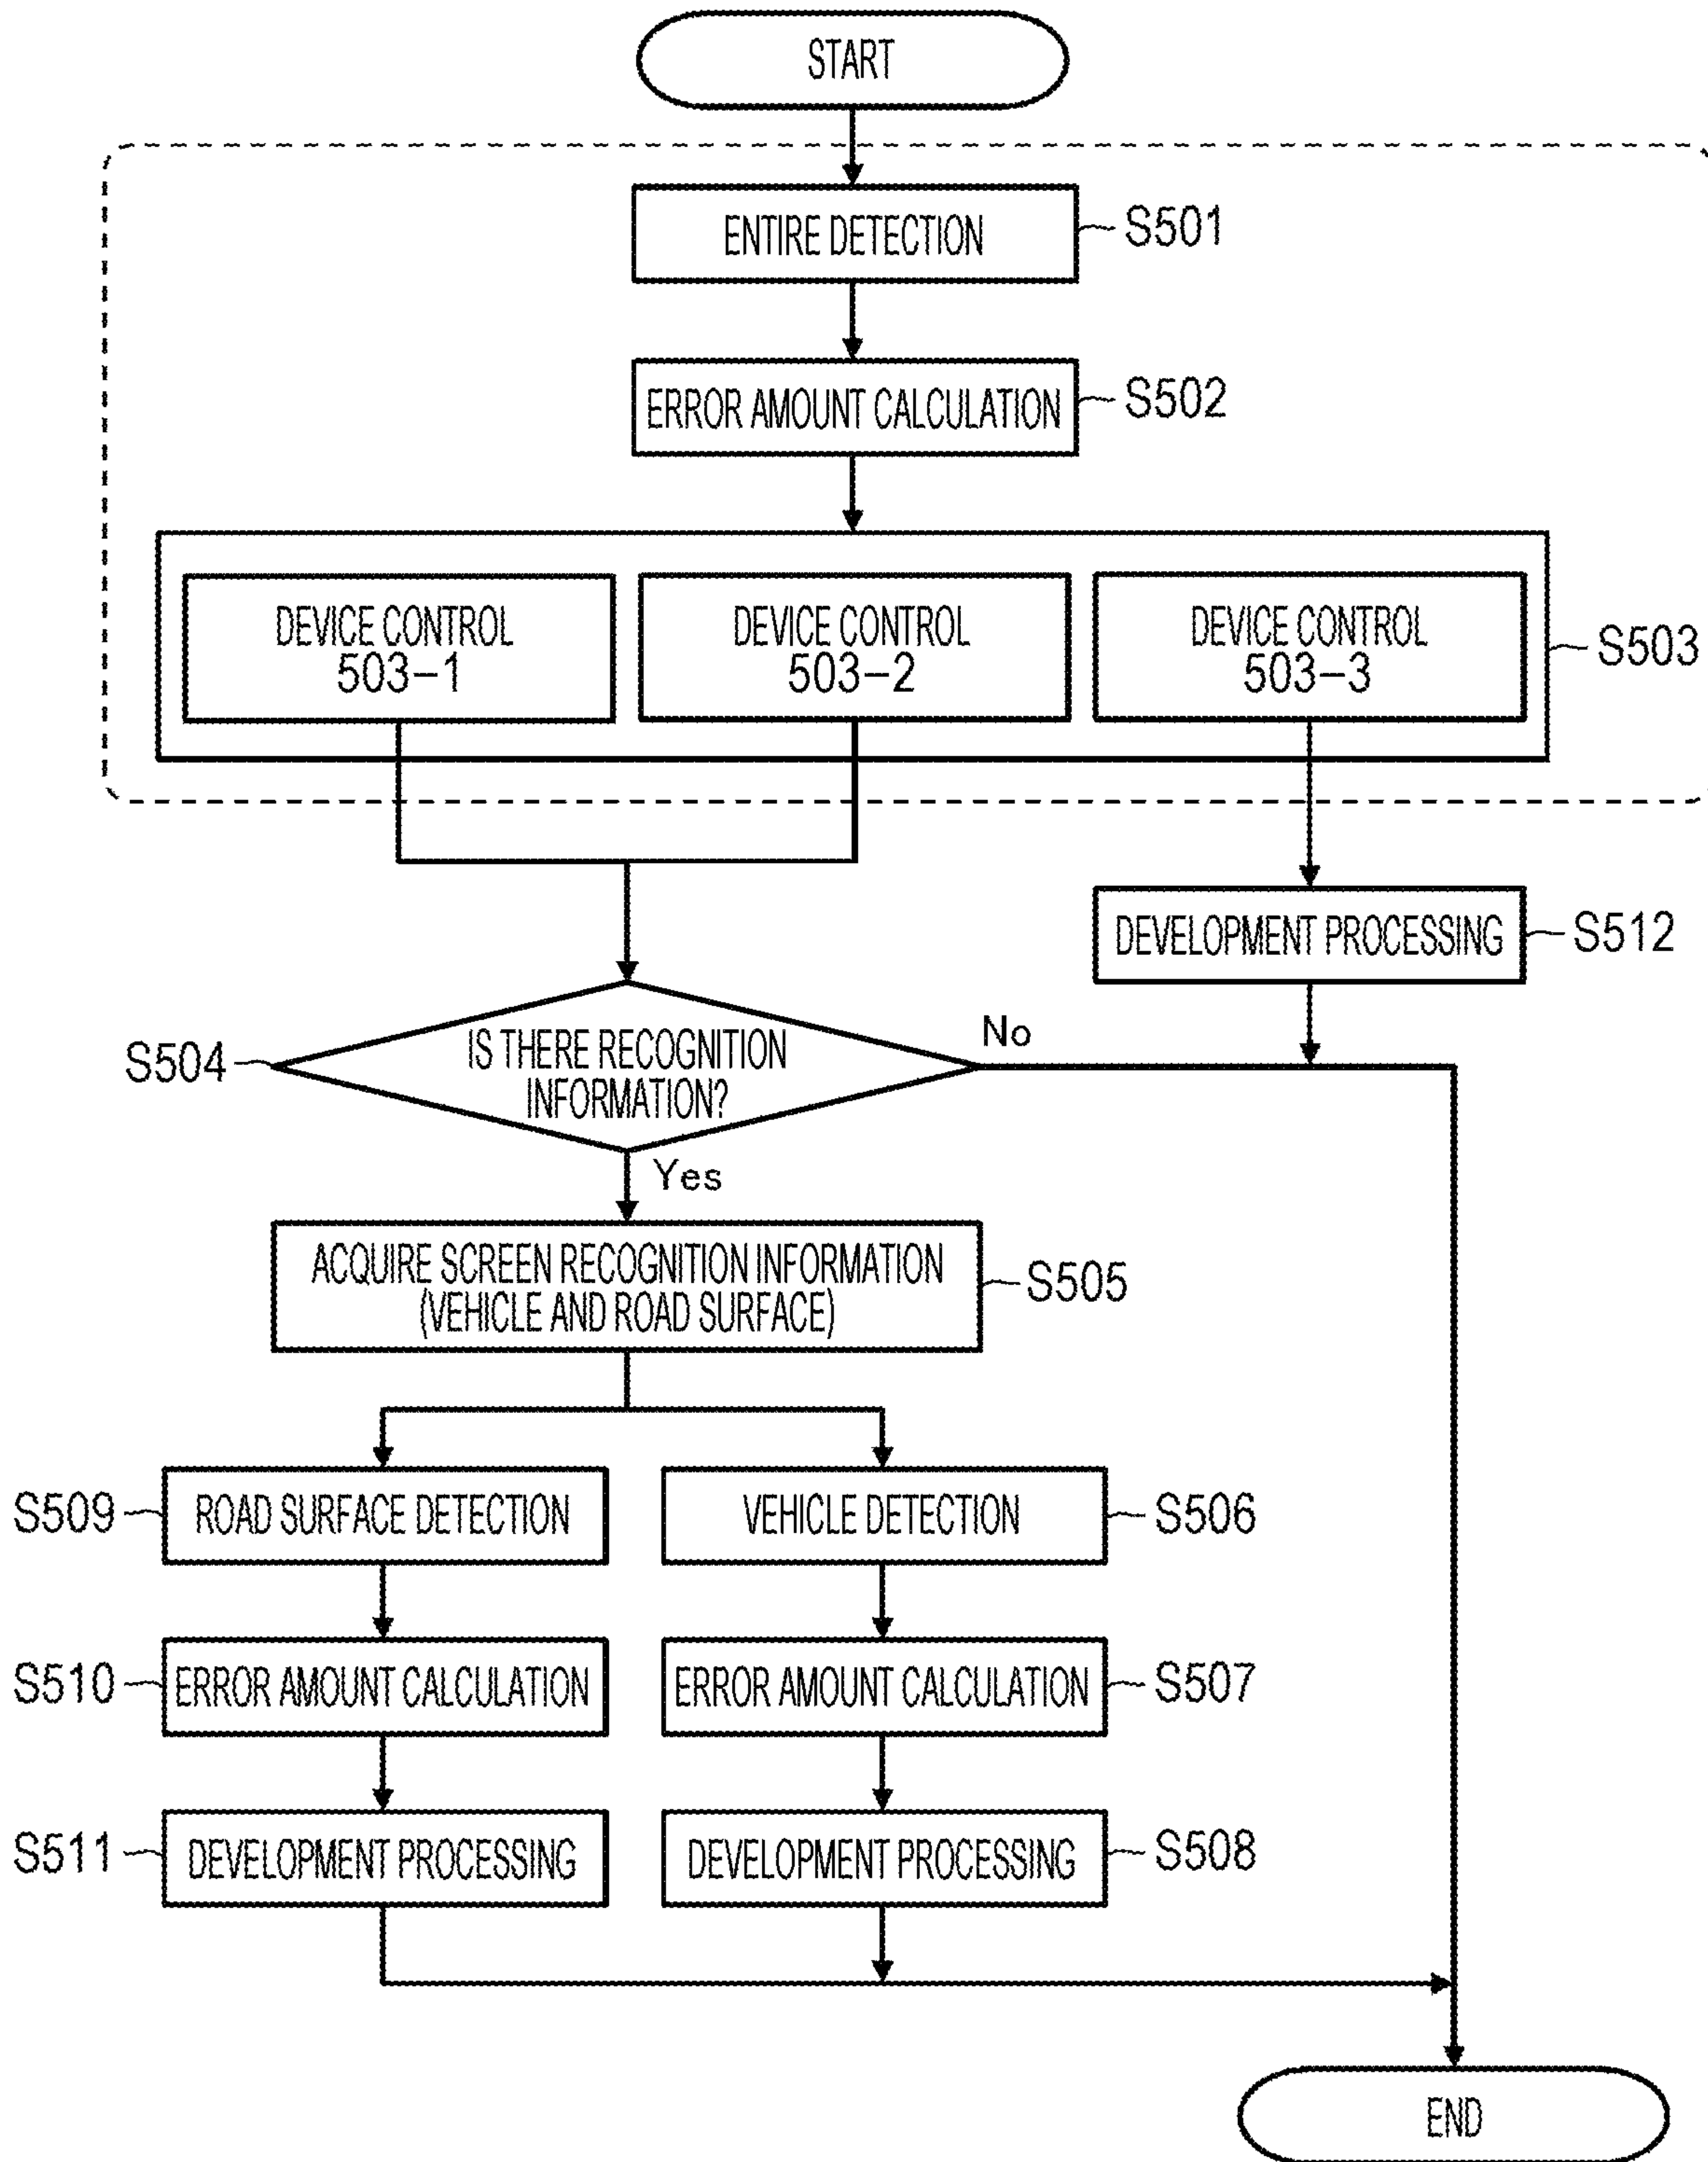 START
ENTIRE DETECTION
S501
ERROR AMOUNT CALCULATION
S502
DEVICE CONTROL
503-1
DEVICE CONTROL
503-2
DEVICE CONTROL
503-3
S503
DEVELOPMENT PROCESSING
S512
S504
IS THERE RECOGNITION
INFORMATION?
No
Yes
ACQUIRE SCREEN RECOGNITION INFORMATION
(VEHICLE AND ROAD SURFACE)
S505
S509
ROAD SURFACE DETECTION
VEHICLE DETECTION
S506
S510
ERROR AMOUNT CALCULATION
ERROR AMOUNT CALCULATION
S507
S511
DEVELOPMENT PROCESSING
DEVELOPMENT PROCESSING
S508
END